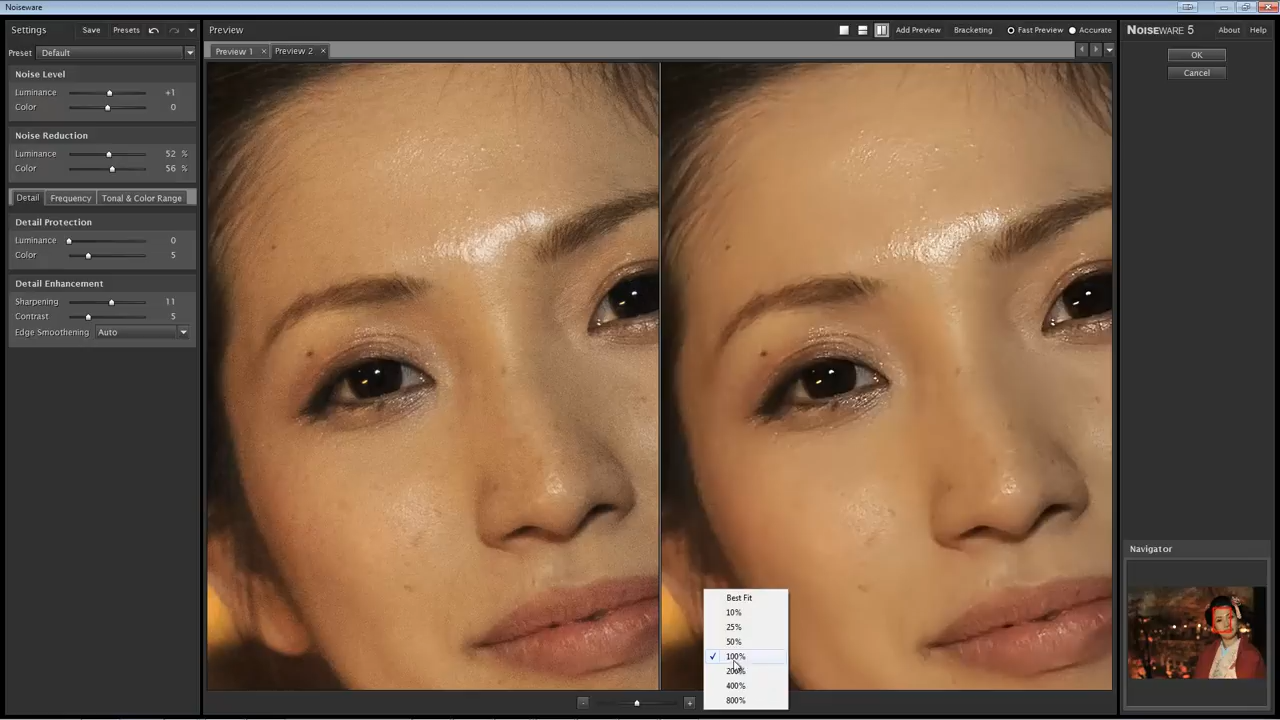 Noiseware
Settings
Save
Presets
Preset Default
Noise Level
Luminance +1
Color 0
Noise Reduction
Luminance 52 %
Color 56 %
Detail Frequency Tonal & Color Range
Detail Protection
Luminance 0
Color 5
Detail Enhancement
Sharpening 11
Contrast 5
Edge Smoothening Auto
Preview
Add Preview
Bracketing
Fast Preview
Accurate
Preview 1 ×
Preview 2 ×
Best Fit
10%
25%
50%
100%
200%
400%
800%
- +
NOISEWARE 5
About
Help
OK
Cancel
Navigator